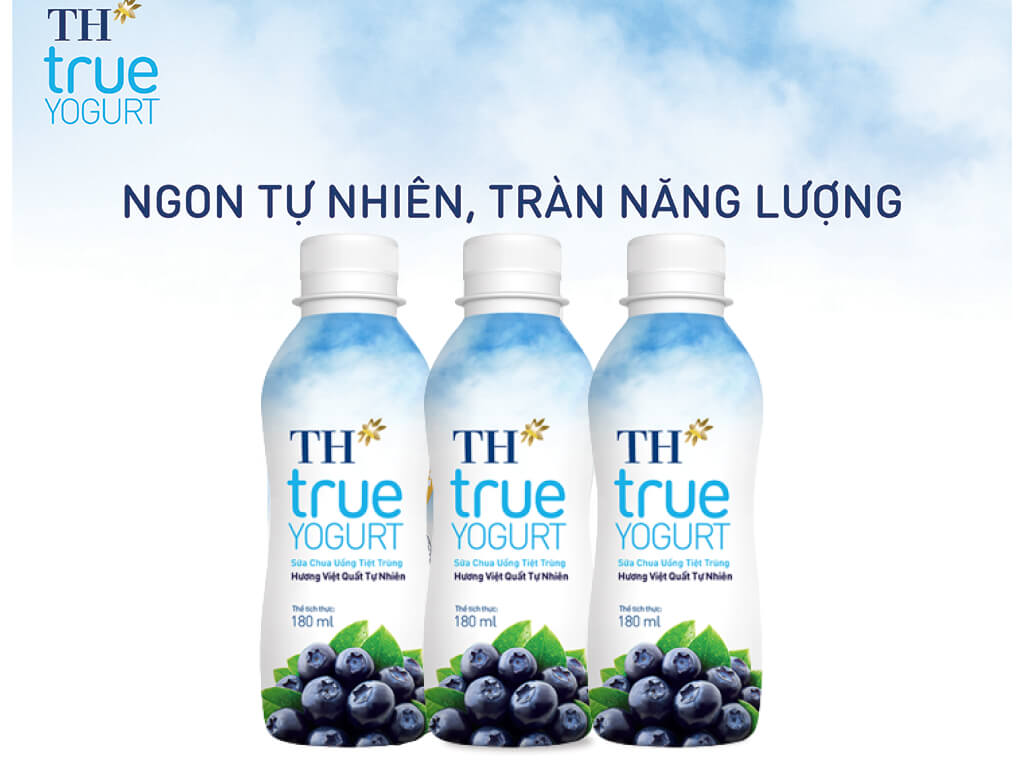 TH
true
YOGURT
NGON TỰ NHIÊN, TRÀN NĂNG LƯỢNG
TH
true
YOGURT
Sữa Chua Uống Tiệt Trùng
Hương Việt Quất Tự Nhiên
Thể tích thực:
180 ml
TH
true
YOGURT
Sữa Chua Uống Tiệt Trùng
Hương Việt Quất Tự Nhiên
Thể tích thực:
180 ml
TH
true
YOGURT
Sữa Chua Uống Tiệt Trùng
Hương Việt Quất Tự Nhiên
Thể tích thực:
180 ml